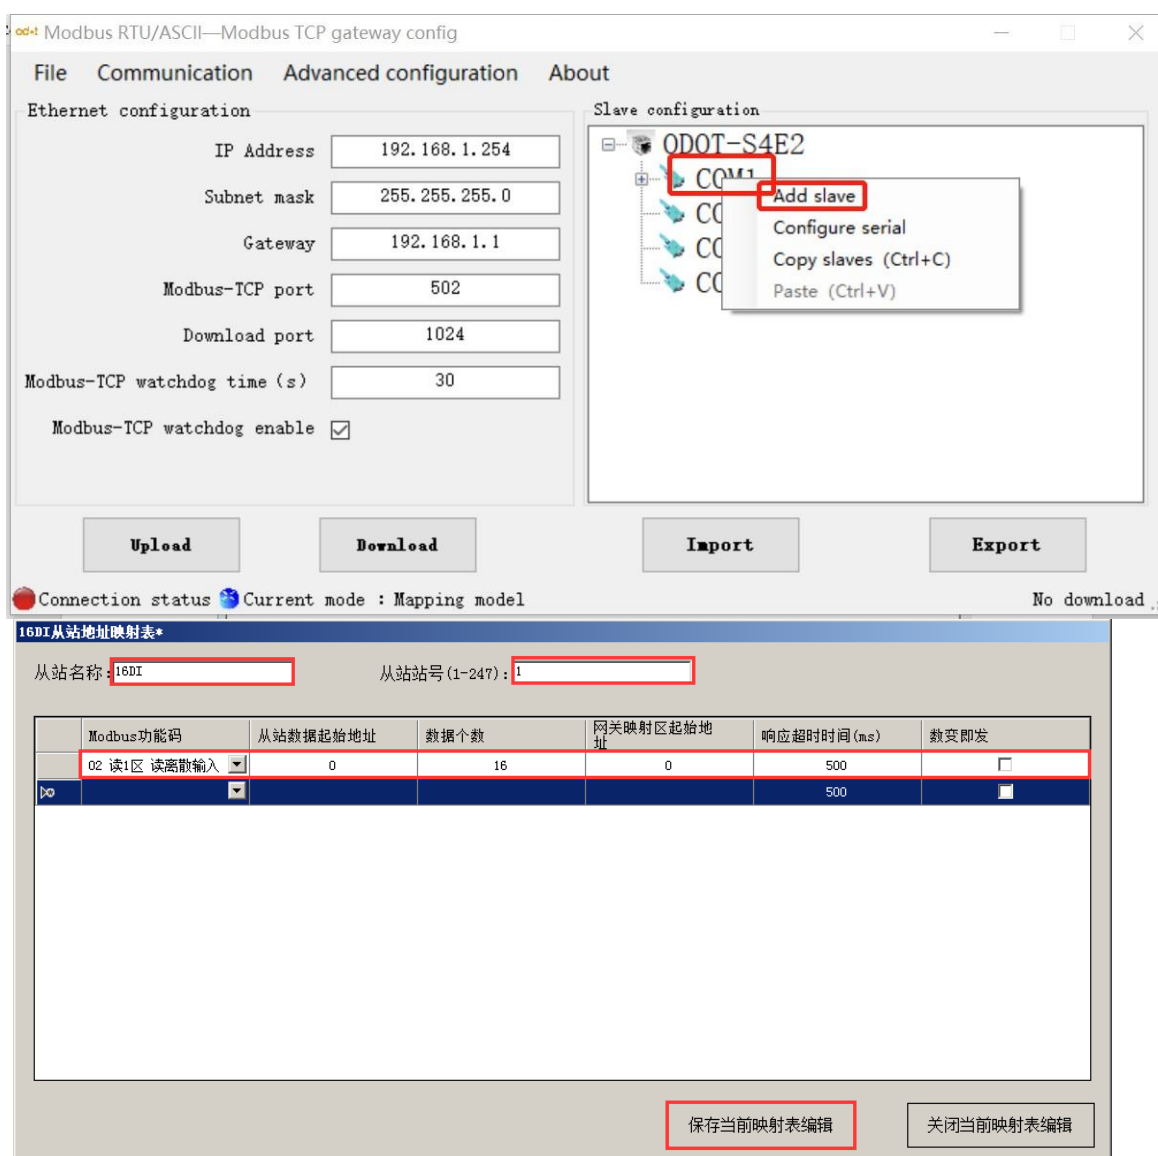 odot Modbus RTU/ASCII—Modbus TCP gateway config
File Communication Advanced configuration About
Ethernet configuration
IP Address 192.168.1.254
Subnet mask 255.255.255.0
Gateway 192.168.1.1
Modbus-TCP port 502
Download port 1024
Modbus-TCP watchdog time(s) 30
Modbus-TCP watchdog enable
Slave configuration
ODOT-S4E2
COM1
CO
CO
CO
Add slave
Configure serial
Copy slaves (Ctrl+C)
Paste (Ctrl+V)
Upload Download Import Export
Connection status Current mode : Mapping model No download
16DI从站地址映射表*
从站名称: 16DI 从站站号(1-247): 1
Modbus功能码 从站数据起始地址 数据个数 网关映射区起始地址 响应超时时间(ms) 数变即发
02 读1区 读离散输入 0 16 0 500
500
保存当前映射表编辑 关闭当前映射表编辑